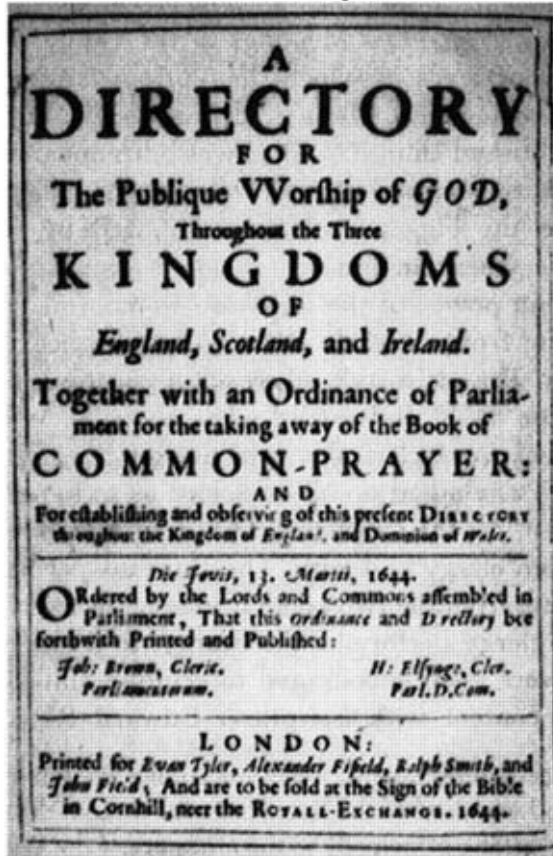 A
DIRECTORY
FOR
The Publique VVorſhip of GOD,
Throughout the Three
KINGDOMS
OF
England, Scotland, and Ireland.
Together with an Ordinance of Parlia-
ment for the taking away of the Book of
COMMON-PRAYER:
AND
For eſtabliſhing and obſerving of this preſent DIRECTORY
throughout the Kingdom of England, and Dominion of Wales.
Die Jovis, 13. Martii, 1644.
ORdered by the Lords and Commons aſſembled in
Parliament, That this Ordinance and Directory bee
forthwith Printed and Publiſhed:
Joh: Brown, Cleric.
Parliamentorum.
H: Elſynge, Cler.
Parl. D. Com.
LONDON:
Printed for Evan Tyler, Alexander Fifield, Ralph Smith, and
John Field; And are to be ſold at the Sign of the Bible
in Cornhill, neer the ROYALL-EXCHANGE. 1644.